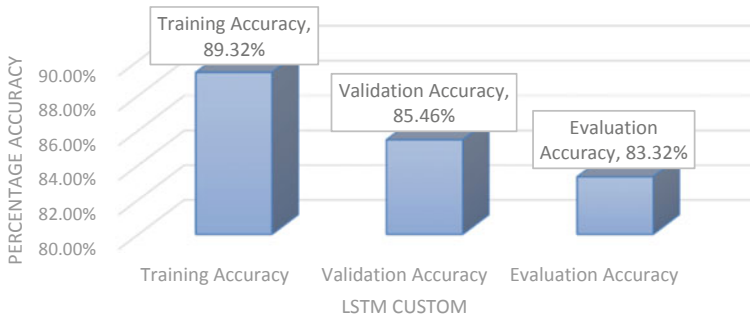 Training Accuracy,
89.32%
Validation Accuracy,
85.46%
Evaluation
Accuracy, 83.32%
PERCENTAGE ACCURACY
90.00%
88.00%
86.00%
84.00%
82.00%
80.00%
Training Accuracy
Validation Accuracy
Evaluation Accuracy
LSTM CUSTOM